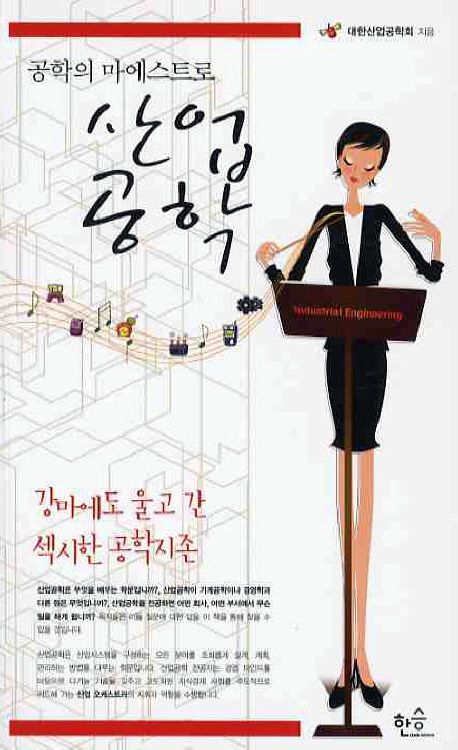 대한산업공학회 지음
공학의 마에스트로
산업
공학
Industrial Engineering
강마에도 울고 간
섹시한 공학지존
산업공학은 무엇을 배우는 학문입니까?, 산업공학이 기계공학이나 경영학과
다른 점은 무엇입니까?, 산업공학을 전공하면 어떤 회사, 어떤 부서에서 무슨
일을 하게 됩니까? 독자들은 이들 질문에 대한 답을 이 책을 통해 찾을 수
있을 것입니다.
산업공학은 산업시스템을 구성하는 모든 분야를 조화롭게 설계, 계획,
관리하는 방법을 다루는 학문입니다. 산업공학 전공자는 경영 마인드를
바탕으로 다기능 기술을 갖추고 고도화된 지식경제 사회를 주도적으로
리드해 가는 산업 오케스트라의 지휘자 역할을 수행합니다.
한승